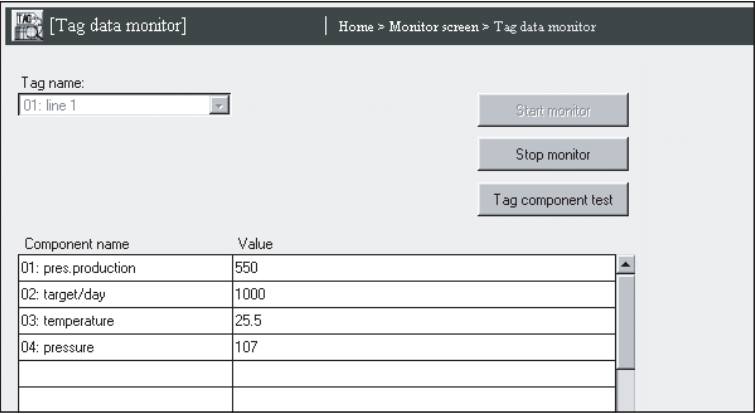 TAG
[Tag data monitor]
Home > Monitor screen > Tag data monitor
Tag name:
01: line 1
Start monitor
Stop monitor
Tag component test
Component name Value
01: pres.production 550
02: target/day 1000
03: temperature 25.5
04: pressure 107